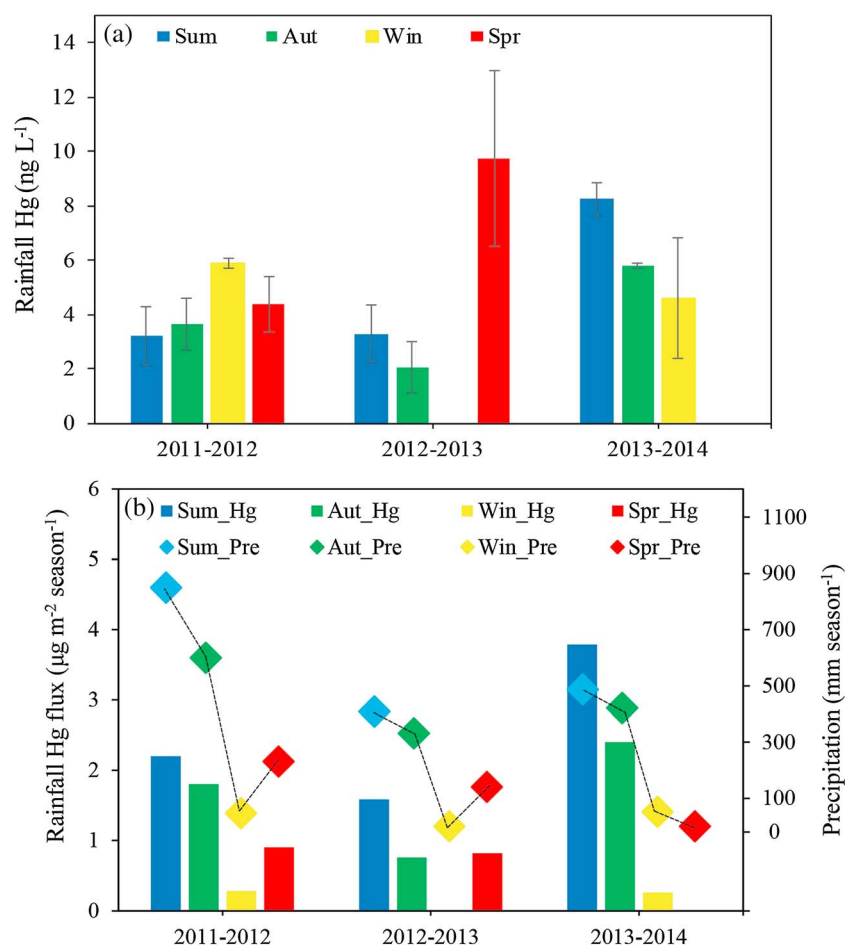 (a) Sum Aut Win Spr
14
12
10
8
6
4
2
0
Rainfall Hg (ng L⁻¹)
2011-2012 2012-2013 2013-2014
(b) Sum_Hg Aut_Hg Win_Hg Spr_Hg
Sum_Pre Aut_Pre Win_Pre Spr_Pre
6
5
4
3
2
1
0
Rainfall Hg flux (µg m⁻² season⁻¹)
1100
900
700
500
300
100
0
Precipitation (mm season⁻¹)
2011-2012 2012-2013 2013-2014